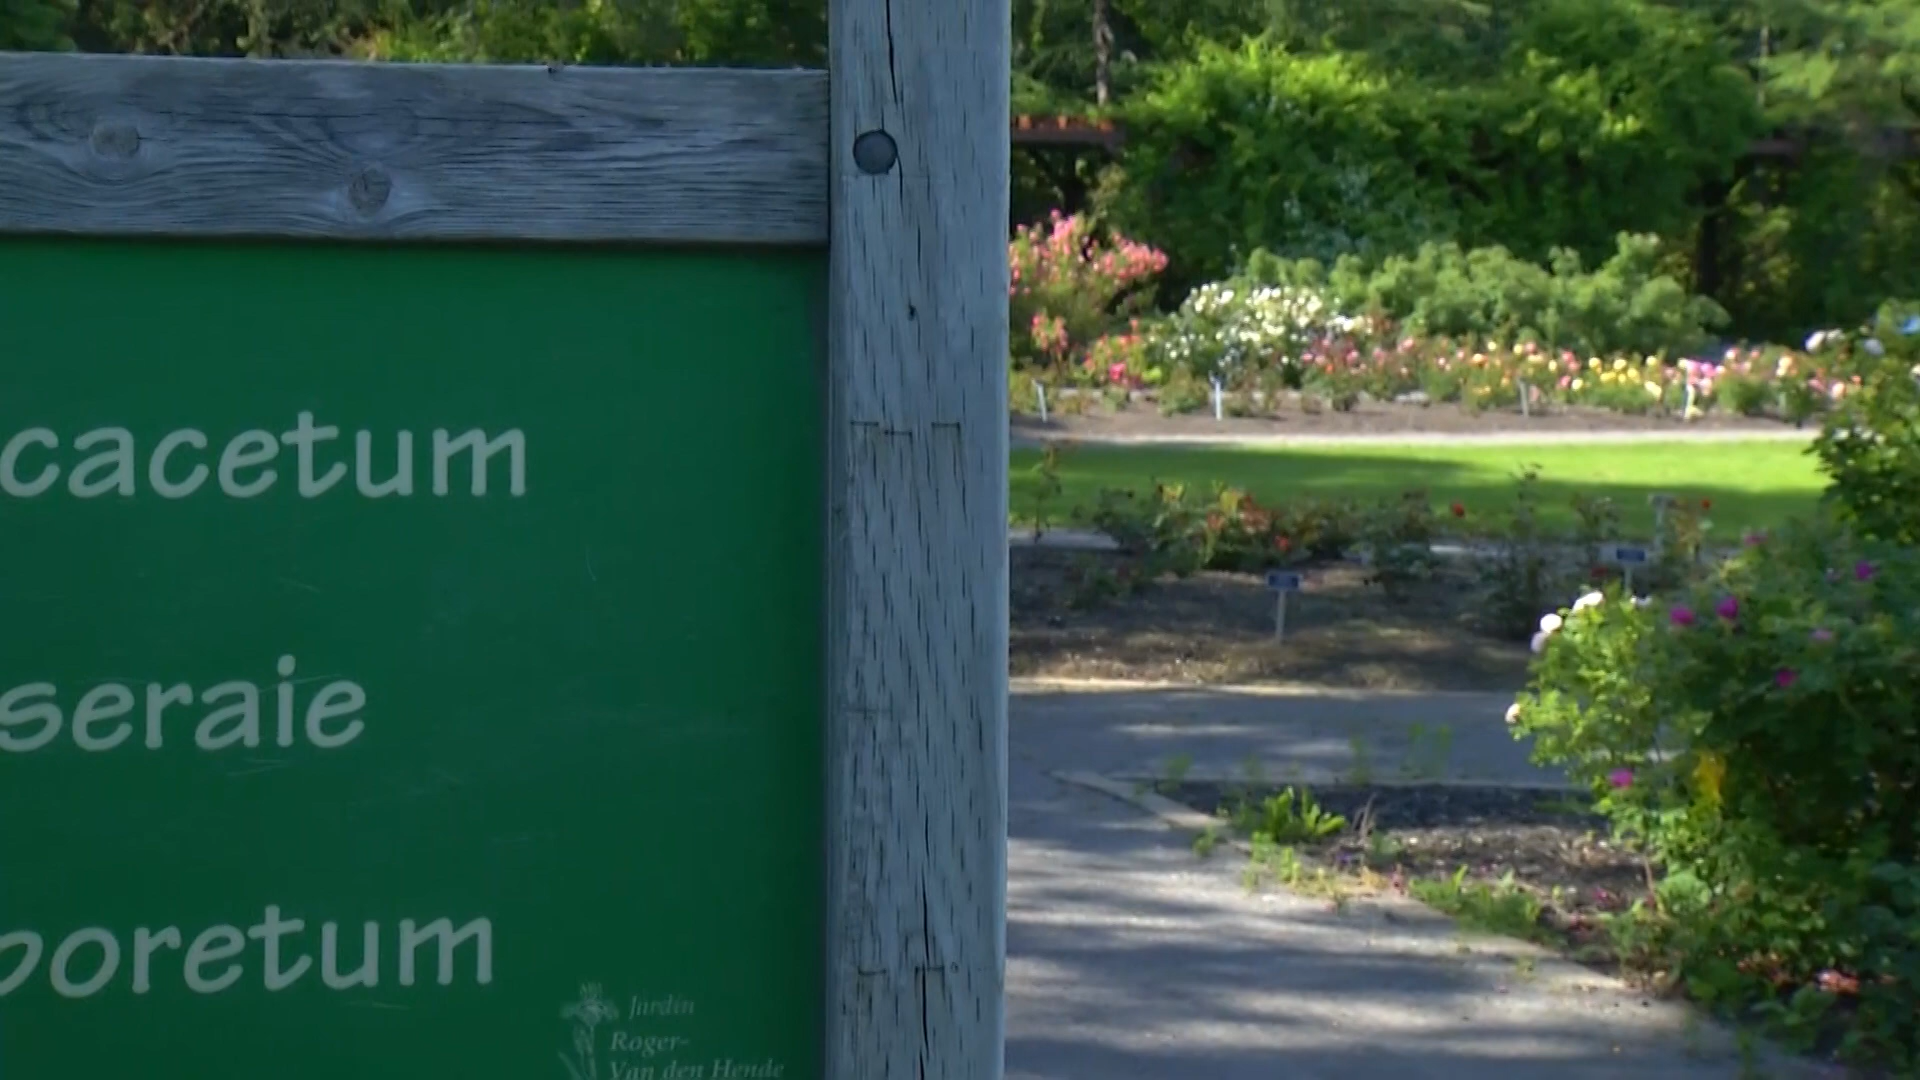 cacetum
seraie
boretum
Jardin
Roger-
Van den Hende